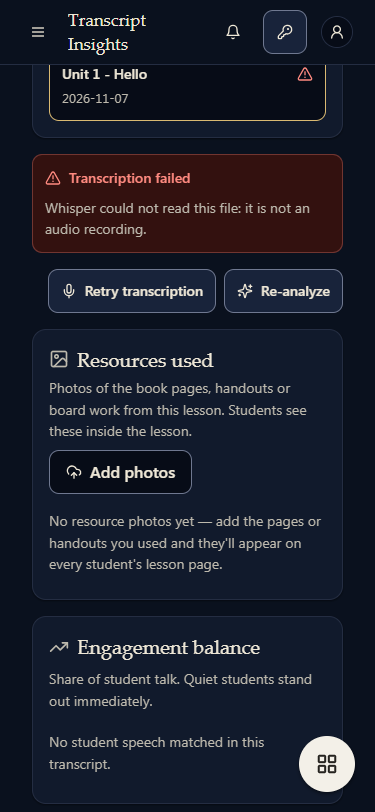 Transcript
Insights
Unit 1 - Hello
2026-11-07
Transcription failed
Whisper could not read this file: it is not an
audio recording.
Retry transcription
Re-analyze
Resources used
Photos of the book pages, handouts or
board work from this lesson. Students see
these inside the lesson.
Add photos
No resource photos yet — add the pages or
handouts you used and they'll appear on
every student's lesson page.
Engagement balance
Share of student talk. Quiet students stand
out immediately.
No student speech matched in this
transcript.